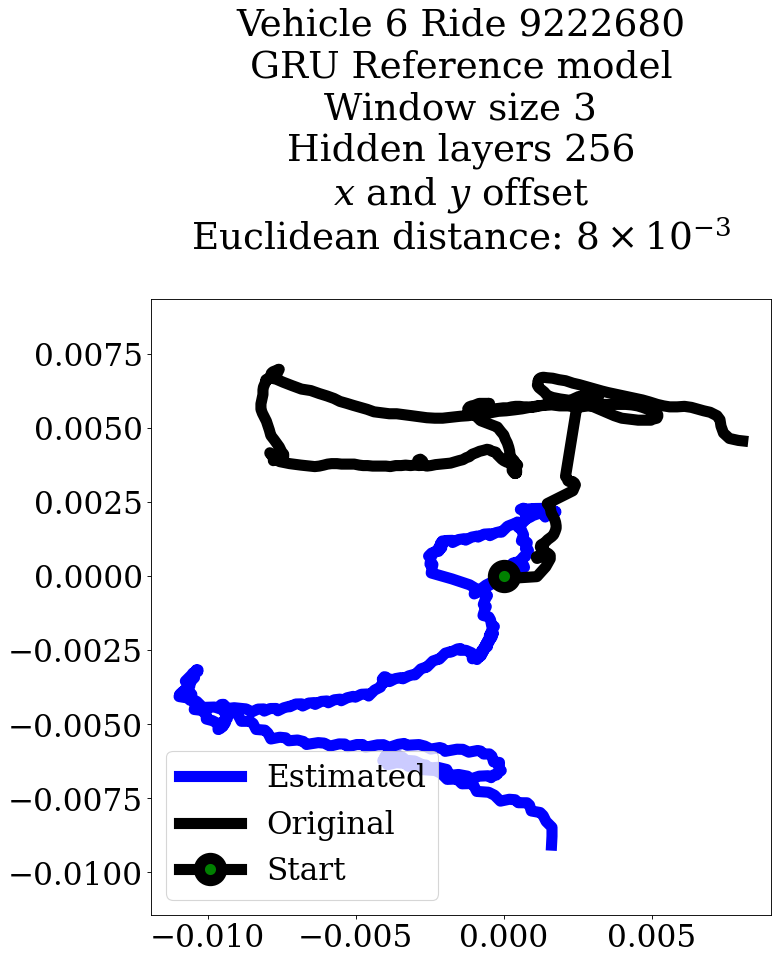 Vehicle 6 Ride 9222680
GRU Reference model
Window size 3
Hidden layers 256
x and y offset
Euclidean distance: 8 × 10⁻³
0.0075
0.0050
0.0025
0.0000
−0.0025
−0.0050
−0.0075
−0.0100
Estimated
Original
Start
−0.010 −0.005 0.000 0.005